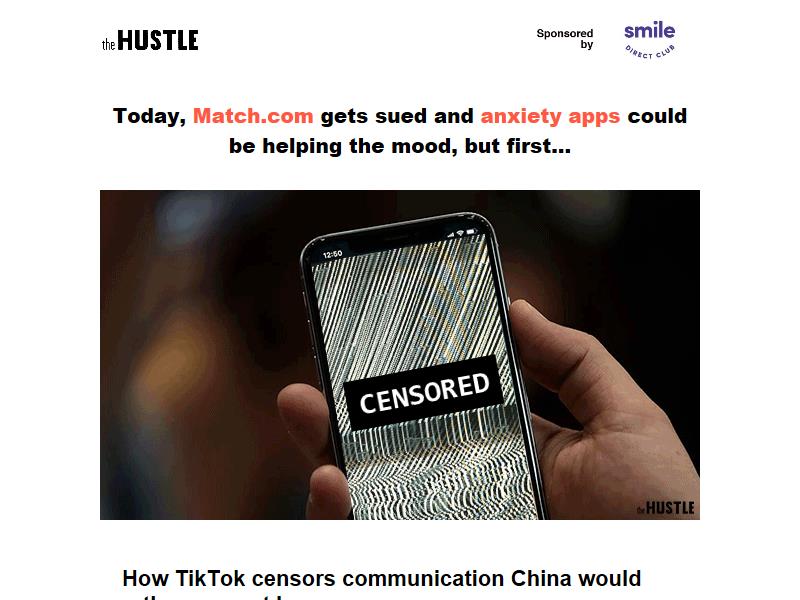 the HUSTLE
Sponsored
by
smile
DIRECT CLUB
Today, Match.com gets sued and anxiety apps could
be helping the mood, but first...
12:50
CENSORED
the HUSTLE
How TikTok censors communication China would